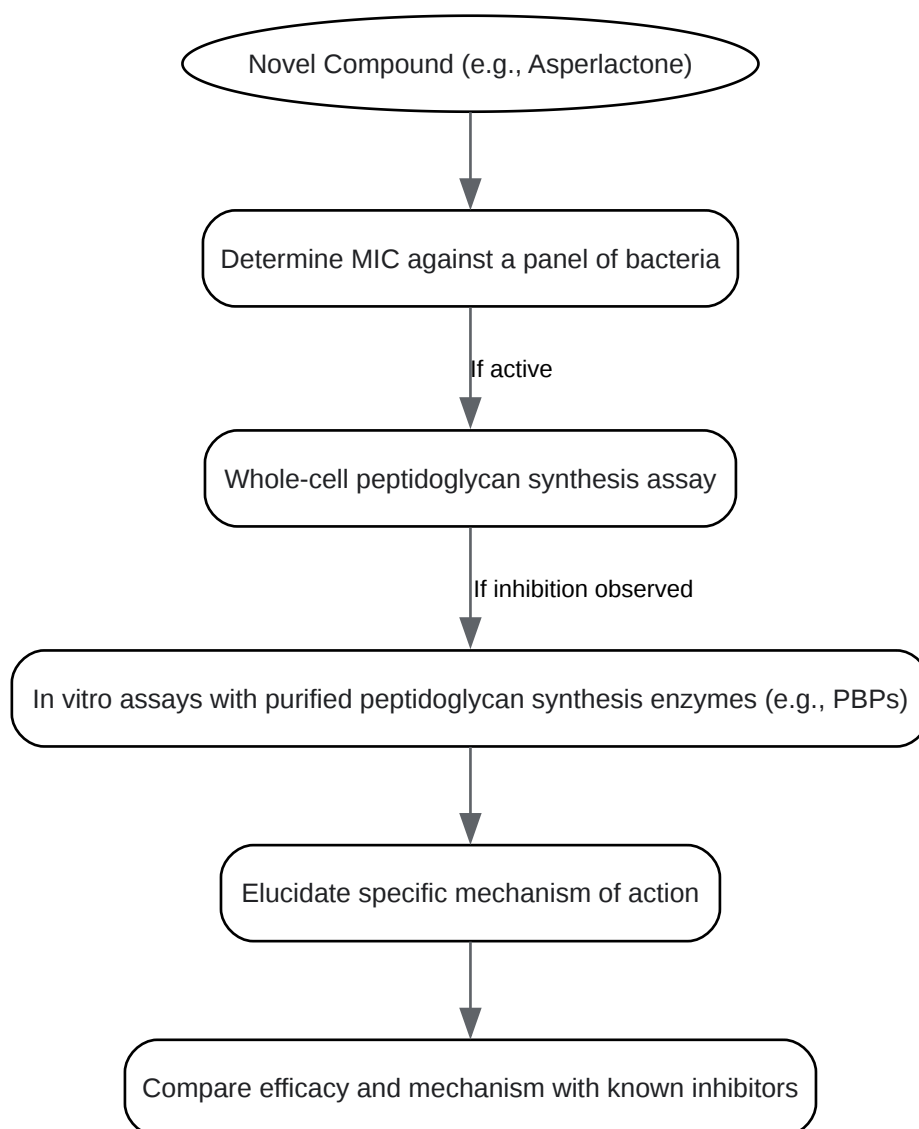 Novel Compound (e.g., Asperlactone)
Determine MIC against a panel of bacteria
If active
Whole-cell peptidoglycan synthesis assay
If inhibition observed
In vitro assays with purified peptidoglycan synthesis enzymes (e.g., PBPs)
Elucidate specific mechanism of action
Compare efficacy and mechanism with known inhibitors